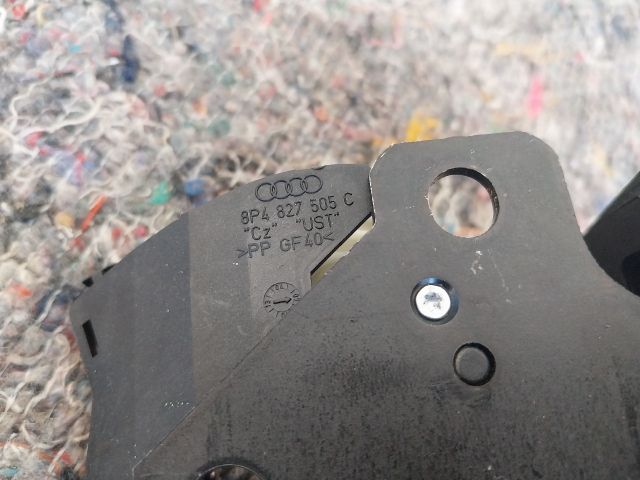 8P4 827 505 C
"Cz" "UST"
>PP GF40<